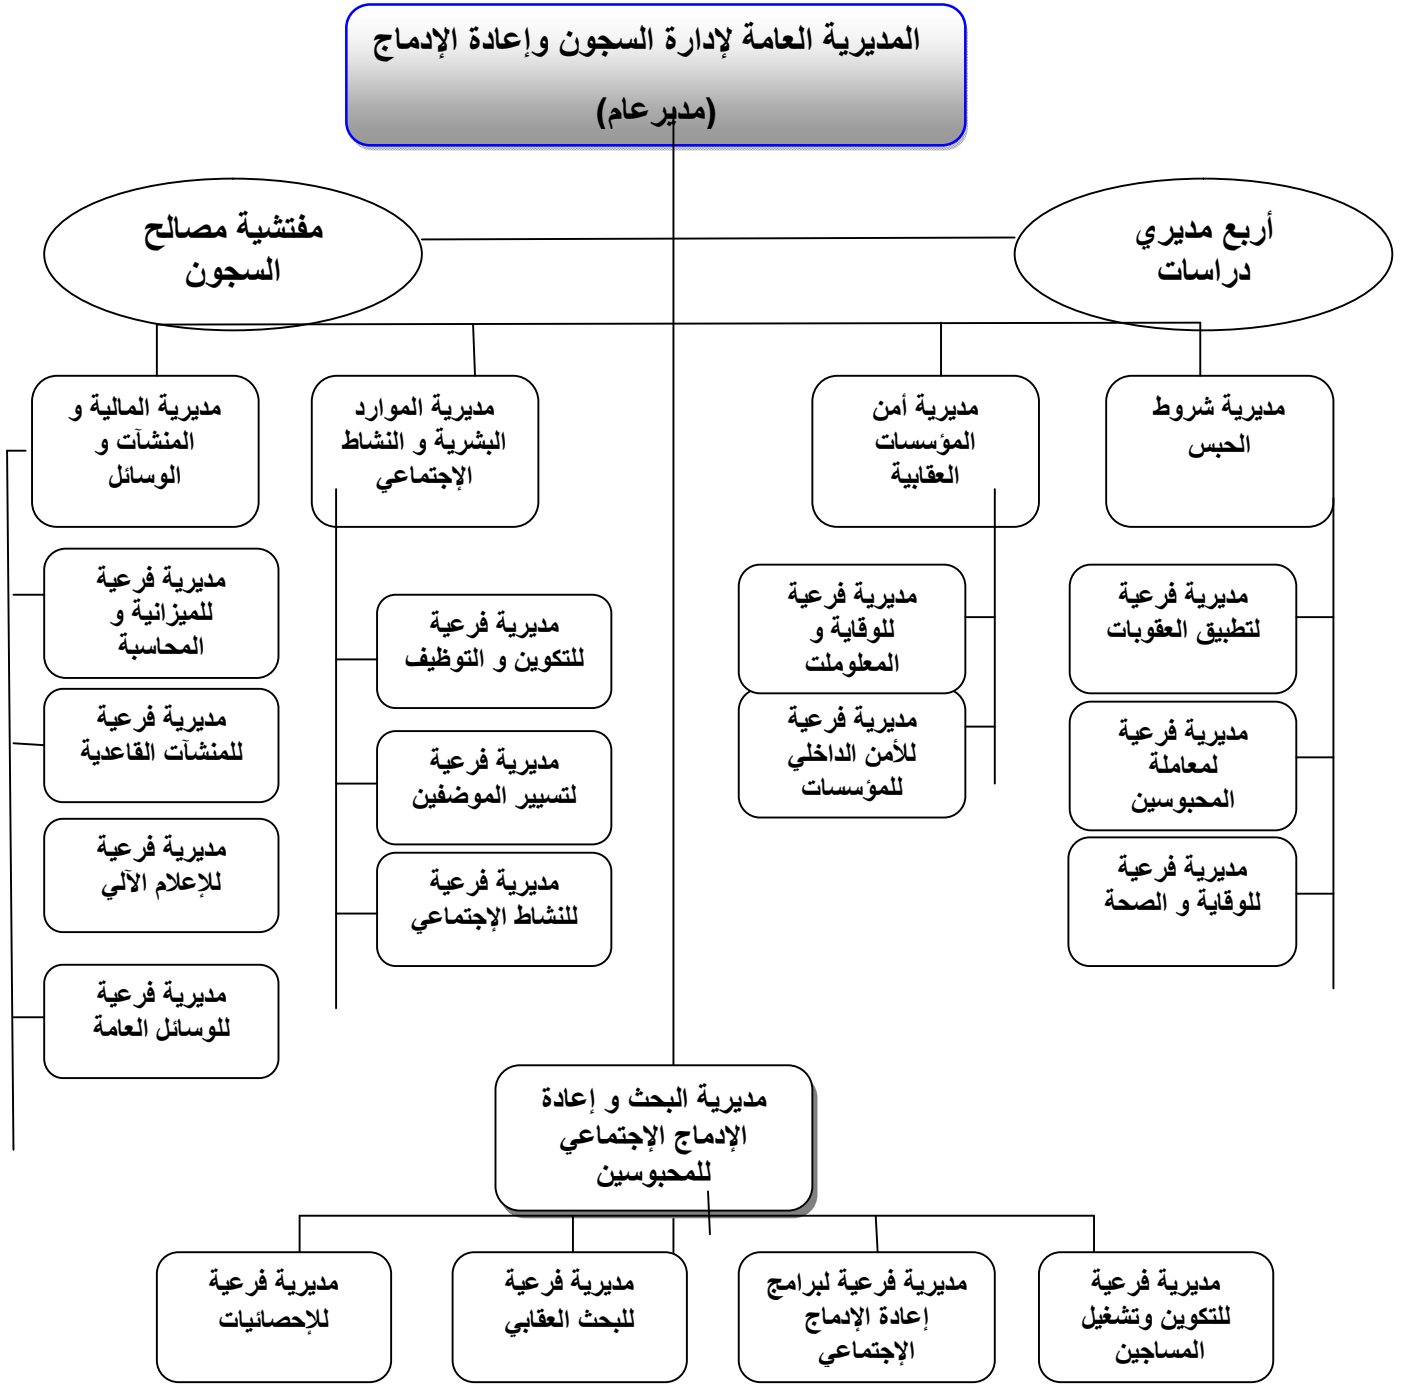 المديرية العامة لإدارة السجون وإعادة الإدماج
(مدير عام)
أربع مديري
دراسات
مفتشية مصالح
السجون
مديرية شروط
الحبس
مديرية أمن
المؤسسات
العقابية
مديرية الموارد
البشرية و النشاط
الإجتماعي
مديرية المالية و
المنشآت و
الوسائل
مديرية فرعية
لتطبيق العقوبات
مديرية فرعية
لمعاملة
المحبوسين
مديرية فرعية
للوقاية و الصحة
مديرية فرعية
للوقاية و
المعلوملت
مديرية فرعية
للأمن الداخلي
للمؤسسات
مديرية فرعية
للتكوين و التوظيف
مديرية فرعية
لتسيير الموضفين
مديرية فرعية
للنشاط الإجتماعي
مديرية فرعية
للميزانية و
المحاسبة
مديرية فرعية
للمنشآت القاعدية
مديرية فرعية
للإعلام الآلي
مديرية فرعية
للوسائل العامة
مديرية البحث و إعادة
الإدماج الإجتماعي
للمحبوسين
مديرية فرعية
للتكوين وتشغيل
المساجين
مديرية فرعية لبرامج
إعادة الإدماج
الإجتماعي
مديرية فرعية
للبحث العقابي
مديرية فرعية
للإحصائيات